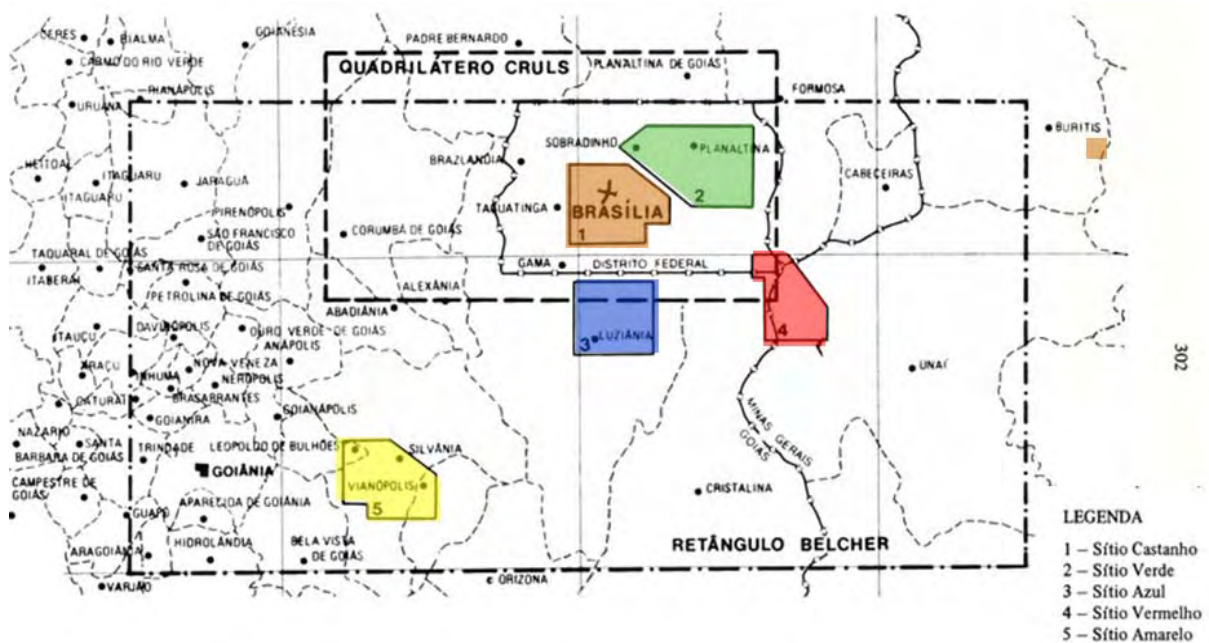 CERES
BIALMA
GOIANÉSIA
PADRE BERNARDO
CARMO DO RIO VERDE
QUADRILÁTERO CRULS
PLANALTINA DE GOIÁS
FORMOSA
RIANÁPOLIS
URUANA
BURITIS
SOBRADINHO
PLANALTINA
BRAZLANDIA
HEITORAÍ
ITAGUARU
JARAGUÁ
CABECEIRAS
ITAGUARU
2
TAGUATINGA
BRASÍLIA
PIRENÓPOLIS
1
CORUMBÁ DE GOIÁS
SÃO FRANCISCO
DE GOIÁS
TAQUARAL DE GOIÁS
SANTA ROSA DE GOIÁS
GAMA
DISTRITO FEDERAL
ITABERAÍ
PETROLINA DE GOIÁS
ALEXÂNIA
ABADIÂNIA
4
ITAUÇU
OURO VERDE DE GOIÁS
3
LUZIÂNIA
ANÁPOLIS
302
ARAÇU
NOVA VENEZA
INHUMA
NERÓPOLIS
UNAÍ
CATURAÍ
BRASABRANTES
GOIANIRA
GOIANÁPOLIS
MINAS GERAIS
GOIÁS
NAZARIO
SANTA
BARBARA DE GOIÁS
TRINDADE
LEOPOLDO DE BULHÕES
SILVÂNIA
GOIÂNIA
CAMPESTRE DE
GOIÁS
VIANÓPOLIS
CRISTALINA
5
APARECIDA DE GOIÂNIA
GUAPÓ
LEGENDA
ARAGOIÂNIA
HIDROLÂNDIA
BELA VISTA
DE GOIÁS
RETÂNGULO BELCHER
1 – Sítio Castanho
ORIZONA
2 – Sítio Verde
VARJÃO
3 – Sítio Azul
4 – Sítio Vermelho
5 – Sítio Amarelo